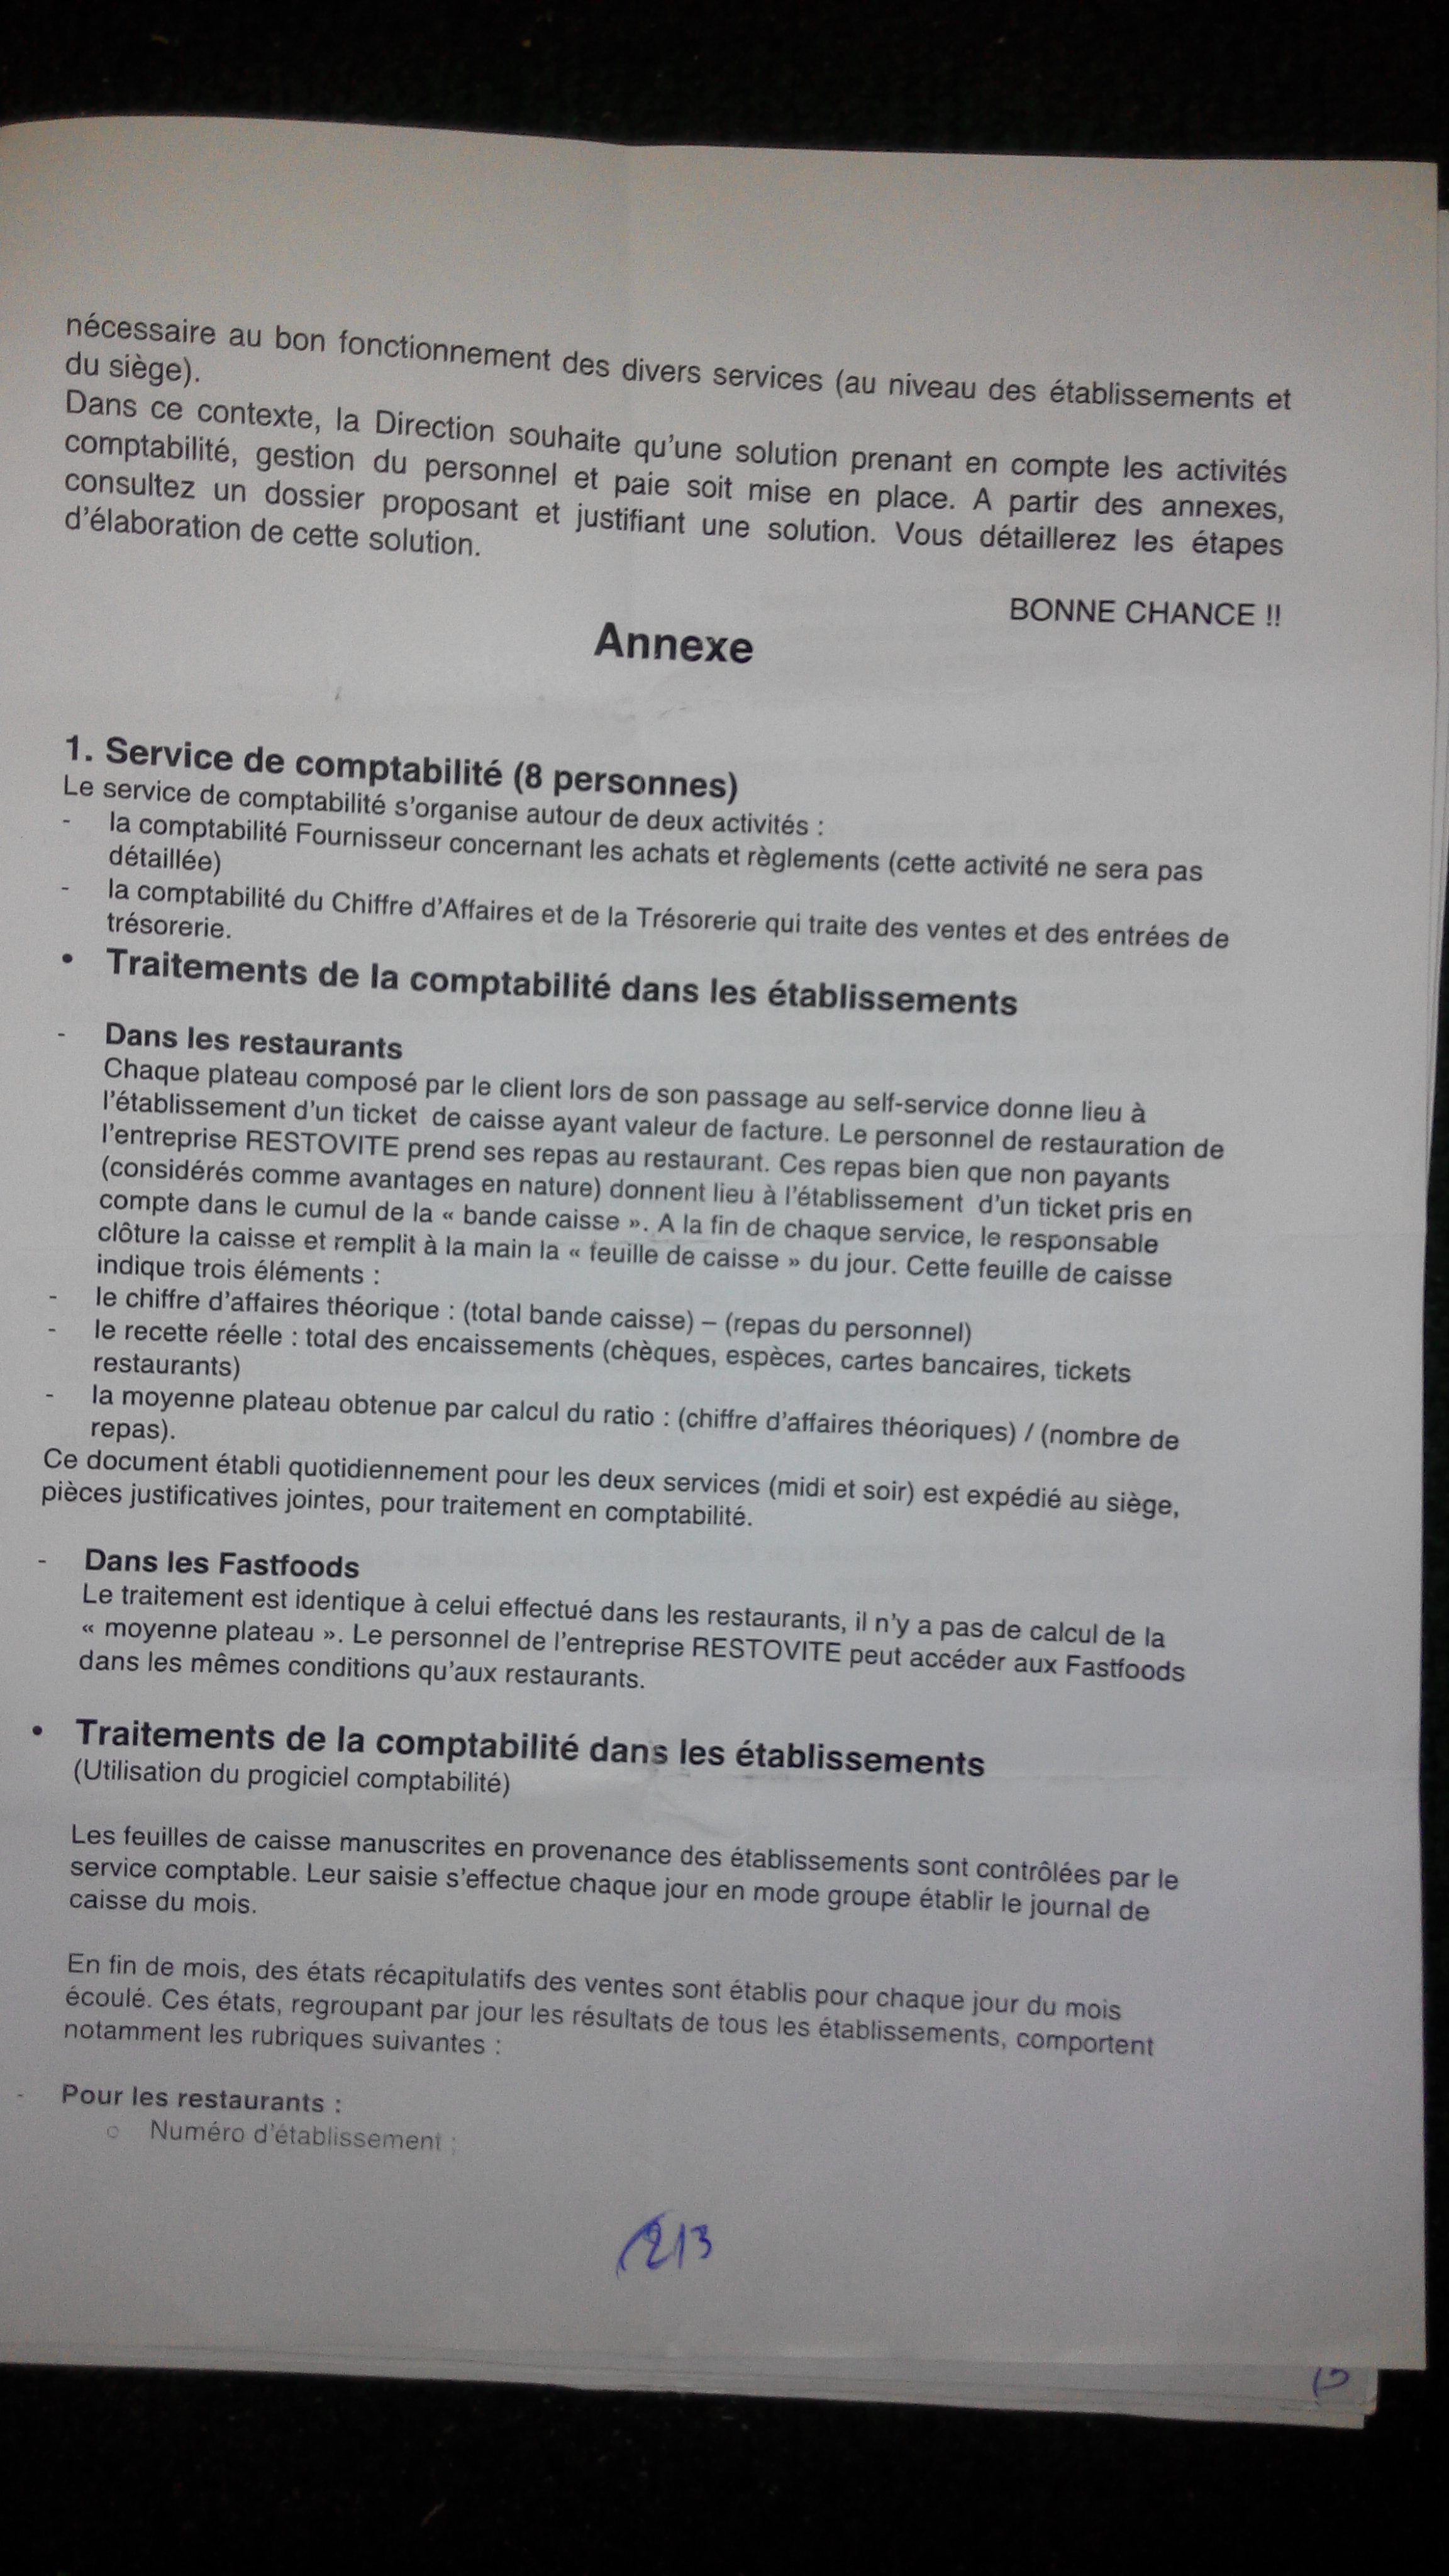 nécessaire au bon fonctionnement des divers services (au niveau des établissements et
du siège).
Dans ce contexte, la Direction souhaite qu'une solution prenant en compte les activités
comptabilité, gestion du personnel et paie soit mise en place. A partir des annexes,
consultez un dossier proposant et justifiant une solution. Vous détaillerez les étapes
d'élaboration de cette solution.
BONNE CHANCE !!
Annexe
1. Service de comptabilité (8 personnes)
Le service de comptabilité s'organise autour de deux activités :
- la comptabilité Fournisseur concernant les achats et règlements (cette activité ne sera pas
détaillée)
- la comptabilité du Chiffre d'Affaires et de la Trésorerie qui traite des ventes et des entrées de
trésorerie.
• Traitements de la comptabilité dans les établissements
- Dans les restaurants
Chaque plateau composé par le client lors de son passage au self-service donne lieu à
l'établissement d'un ticket de caisse ayant valeur de facture. Le personnel de restauration de
l'entreprise RESTOVITE prend ses repas au restaurant. Ces repas bien que non payants
(considérés comme avantages en nature) donnent lieu à l'établissement d'un ticket pris en
compte dans le cumul de la « bande caisse ». A la fin de chaque service, le responsable
clôture la caisse et remplit à la main la « feuille de caisse » du jour. Cette feuille de caisse
indique trois éléments :
- le chiffre d'affaires théorique : (total bande caisse) – (repas du personnel)
- le recette réelle : total des encaissements (chèques, espèces, cartes bancaires, tickets
restaurants)
- la moyenne plateau obtenue par calcul du ratio : (chiffre d'affaires théoriques) / (nombre de
repas).
Ce document établi quotidiennement pour les deux services (midi et soir) est expédié au siège,
pièces justificatives jointes, pour traitement en comptabilité.
- Dans les Fastfoods
Le traitement est identique à celui effectué dans les restaurants, il n'y a pas de calcul de la
« moyenne plateau ». Le personnel de l'entreprise RESTOVITE peut accéder aux Fastfoods
dans les mêmes conditions qu'aux restaurants.
• Traitements de la comptabilité dans les établissements
(Utilisation du progiciel comptabilité)
Les feuilles de caisse manuscrites en provenance des établissements sont contrôlées par le
service comptable. Leur saisie s'effectue chaque jour en mode groupe établir le journal de
caisse du mois.
En fin de mois, des états récapitulatifs des ventes sont établis pour chaque jour du mois
écoulé. Ces états, regroupant par jour les résultats de tous les établissements, comportent
notamment les rubriques suivantes :
- Pour les restaurants :
o Numéro d'établissement ;
2/3